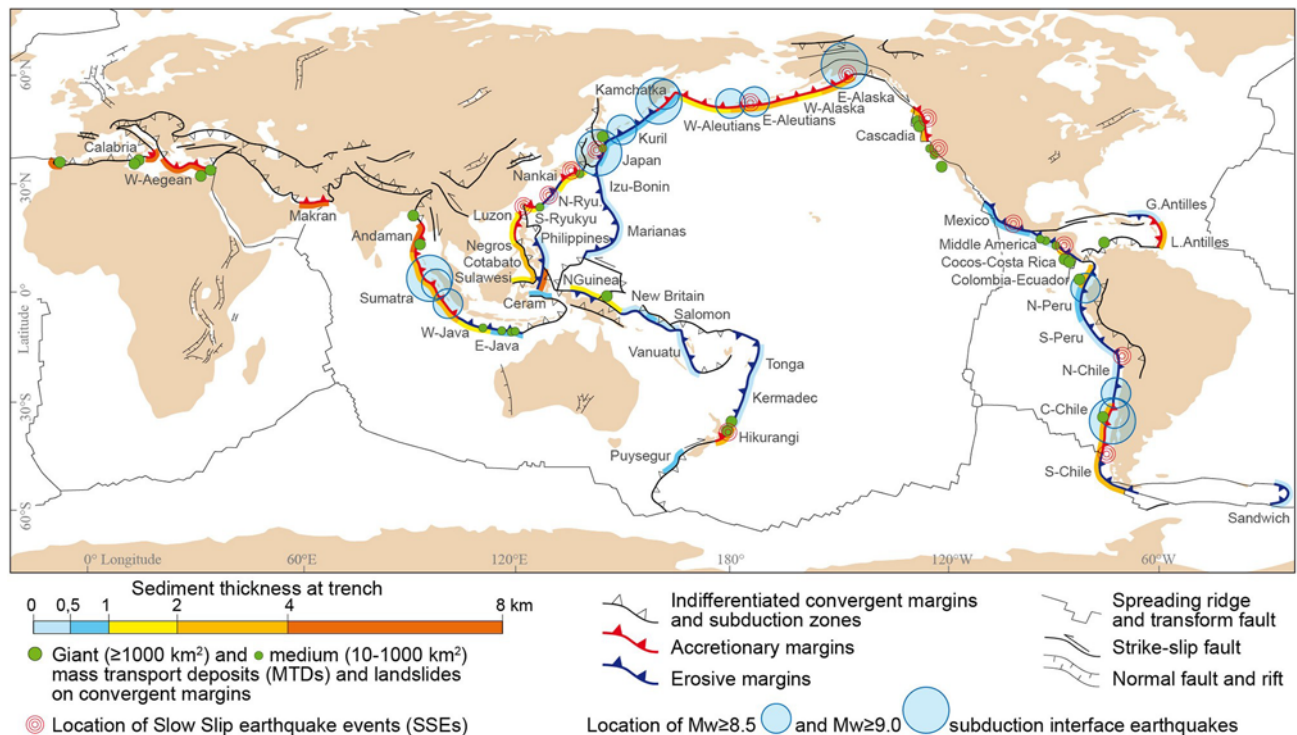 60°N
30°N
0°
30°S
60°S
Latitude
0° Longitude
60°E
120°E
180°
120°W
60°W
Calabria
W-Aegean
Makran
Andaman
Sumatra
W-Java
E-Java
Luzon
Negros
Cotabato
Sulawesi
Philippines
Ceram
Nankai
N-Ryu.
S-Ryukyu
Japan
Izu-Bonin
Marianas
Kuril
Kamchatka
W-Aleutians
E-Aleutians
W-Alaska
E-Alaska
Cascadia
NGuinea
New Britain
Salomon
Vanuatu
Tonga
Kermadec
Hikurangi
Puysegur
Mexico
Middle America
Cocos-Costa Rica
Colombia-Ecuador
N-Peru
S-Peru
N-Chile
C-Chile
S-Chile
G.Antilles
L.Antilles
Sandwich
Sediment thickness at trench
0 0,5 1 2 4 8 km
Giant (≥1000 km²) and medium (10-1000 km²)
mass transport deposits (MTDs) and landslides
on convergent margins
Location of Slow Slip earthquake events (SSEs)
Indifferentiated convergent margins
and subduction zones
Accretionary margins
Erosive margins
Spreading ridge
and transform fault
Strike-slip fault
Normal fault and rift
Location of Mw≥8.5 and Mw≥9.0 subduction interface earthquakes